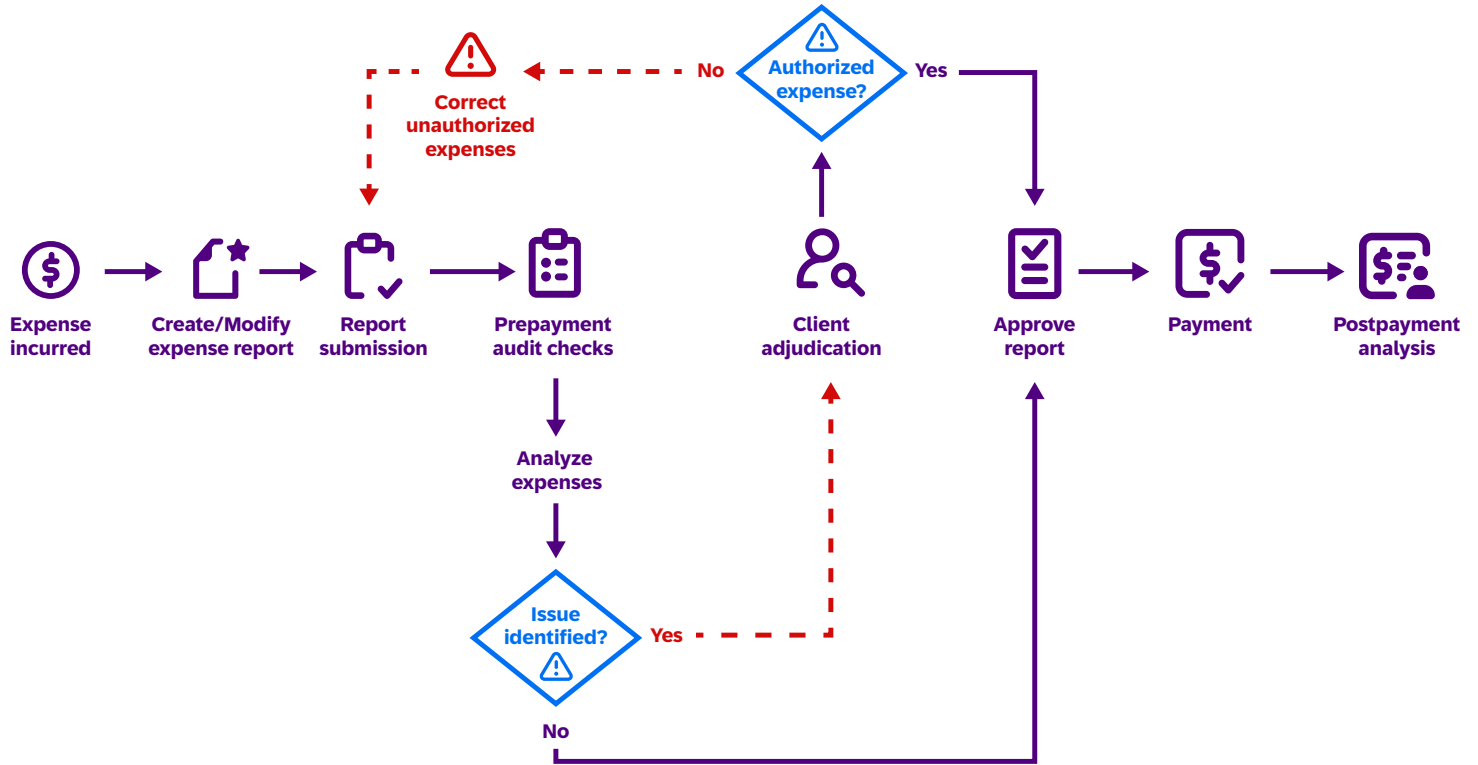 Authorized
expense?
No
Yes
Correct
unauthorized
expenses
Expense
incurred
Create/Modify
expense report
Report
submission
Prepayment
audit checks
Client
adjudication
Approve
report
Payment
Postpayment
analysis
Analyze
expenses
Issue
identified?
Yes
No